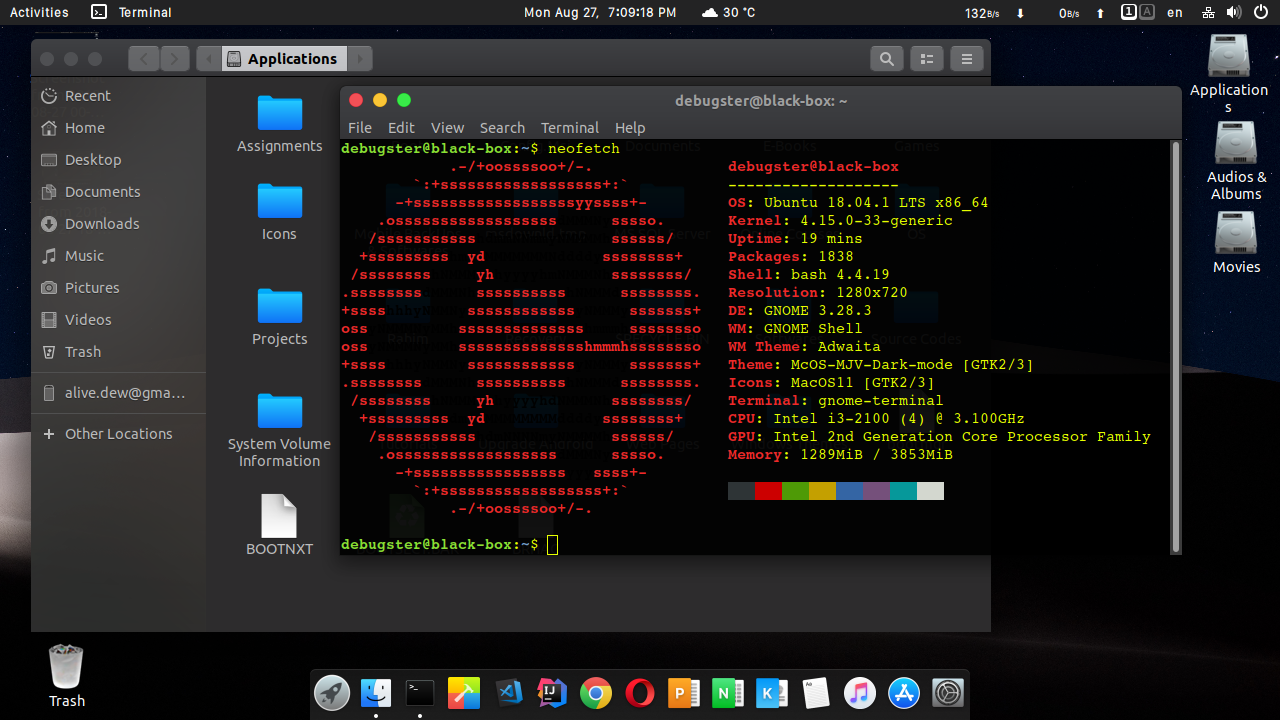 Activities Terminal Mon Aug 27, 7:09:18 PM 30 °C 132B/s 0B/s 1 A en
Applications
Recent
Home
Desktop
Documents
Downloads
Music
Pictures
Videos
Trash
alive.dew@gma...
Other Locations
Assignments
Icons
Projects
System Volume
Information
BOOTNXT
debugster@black-box: ~
File Edit View Search Terminal Help
debugster@black-box:~$ neofetch
.-/+oossssoo+/-.
`:+ssssssssssssssssss+:`
-+ssssssssssssssssssyyssss+-
.ossssssssssssssssss sssso.
/sssssssssss ssssss/
+sssssssss yd ssssssss+
/ssssssss yh ssssssss/
.ssssssss ssssssssss ssssssss.
+ssss ssssssssssss sssssss+
oss ssssssssssssss sssssso
oss sssssssssssssshmmmhssssssso
+ssss ssssssssssss sssssss+
.ssssssss ssssssssss ssssssss.
/ssssssss yh ssssssss/
+sssssssss yd ssssssss+
/sssssssssss ssssss/
.ossssssssssssssssss sssso.
-+sssssssssssssssss ssss+-
`:+ssssssssssssssssss+:`
.-/+oossssoo+/-.
debugster@black-box
-------------------
OS: Ubuntu 18.04.1 LTS x86_64
Kernel: 4.15.0-33-generic
Uptime: 19 mins
Packages: 1838
Shell: bash 4.4.19
Resolution: 1280x720
DE: GNOME 3.28.3
WM: GNOME Shell
WM Theme: Adwaita
Theme: McOS-MJV-Dark-mode [GTK2/3]
Icons: MacOS11 [GTK2/3]
Terminal: gnome-terminal
CPU: Intel i3-2100 (4) @ 3.100GHz
GPU: Intel 2nd Generation Core Processor Family
Memory: 1289MiB / 3853MiB
debugster@black-box:~$
Application
s
Audios &
Albums
Movies
Trash
>_ IJ P N K Aa